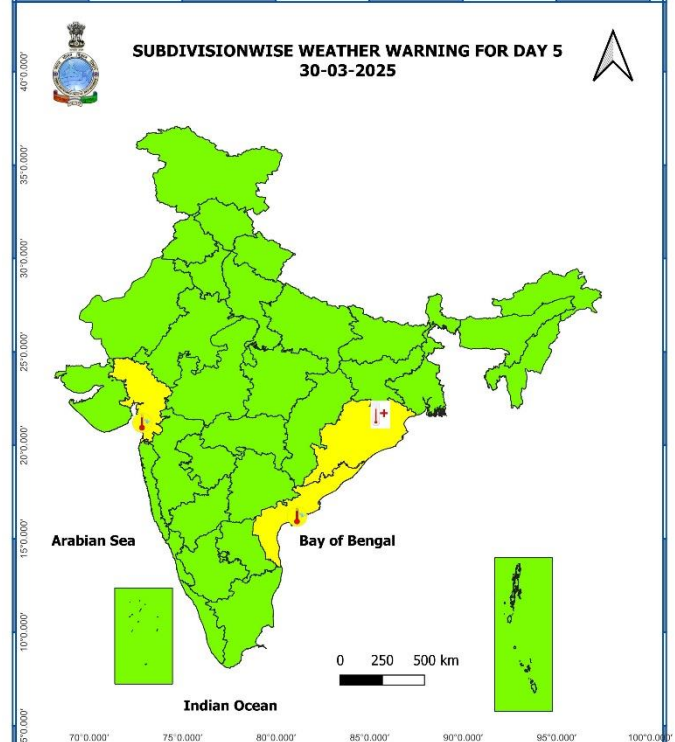 SUBDIVISIONWISE WEATHER WARNING FOR DAY 5
30-03-2025
40°0.000'
35°0.000'
30°0.000'
25°0.000'
20°0.000'
15°0.000'
10°0.000'
5°0.000'
Arabian Sea
Bay of Bengal
0 250 500 km
Indian Ocean
70°0.000' 75°0.000' 80°0.000' 85°0.000' 90°0.000' 95°0.000' 100°0.000'